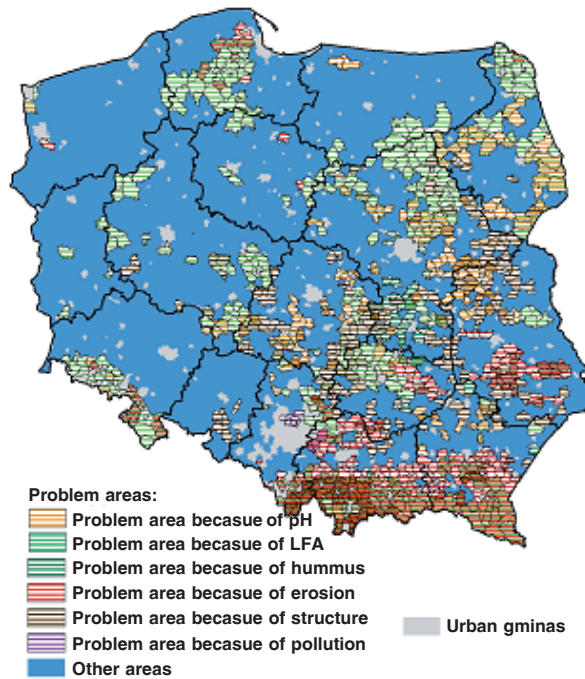 Problem areas:
Problem area becasue of pH
Problem area becasue of LFA
Problem area becasue of hummus
Problem area becasue of erosion
Problem area becasue of structure
Problem area becasue of pollution
Other areas
Urban gminas